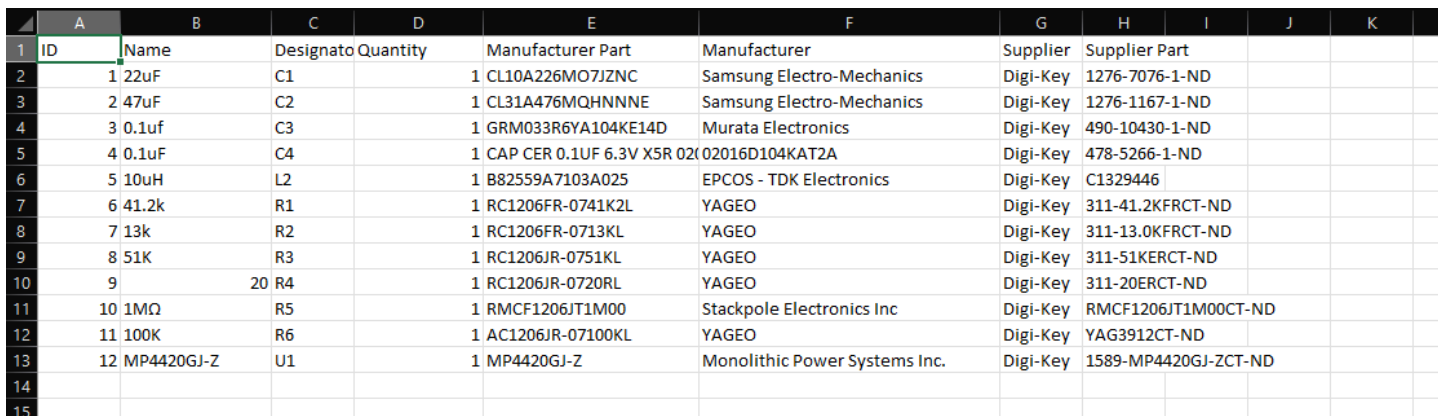 A B C D E F G H I J K
1 ID Name Designato Quantity Manufacturer Part Manufacturer Supplier Supplier Part
2 1 22uF C1 1 CL10A226MO7JZNC Samsung Electro-Mechanics Digi-Key 1276-7076-1-ND
3 2 47uF C2 1 CL31A476MQHNNNE Samsung Electro-Mechanics Digi-Key 1276-1167-1-ND
4 3 0.1uf C3 1 GRM033R6YA104KE14D Murata Electronics Digi-Key 490-10430-1-ND
5 4 0.1uF C4 1 CAP CER 0.1UF 6.3V X5R 02( 02016D104KAT2A Digi-Key 478-5266-1-ND
6 5 10uH L2 1 B82559A7103A025 EPCOS - TDK Electronics Digi-Key C1329446
7 6 41.2k R1 1 RC1206FR-0741K2L YAGEO Digi-Key 311-41.2KFRCT-ND
8 7 13k R2 1 RC1206FR-0713KL YAGEO Digi-Key 311-13.0KFRCT-ND
9 8 51K R3 1 RC1206JR-0751KL YAGEO Digi-Key 311-51KERCT-ND
10 9 20 R4 1 RC1206JR-0720RL YAGEO Digi-Key 311-20ERCT-ND
11 10 1MΩ R5 1 RMCF1206JT1M00 Stackpole Electronics Inc Digi-Key RMCF1206JT1M00CT-ND
12 11 100K R6 1 AC1206JR-07100KL YAGEO Digi-Key YAG3912CT-ND
13 12 MP4420GJ-Z U1 1 MP4420GJ-Z Monolithic Power Systems Inc. Digi-Key 1589-MP4420GJ-ZCT-ND
14
15